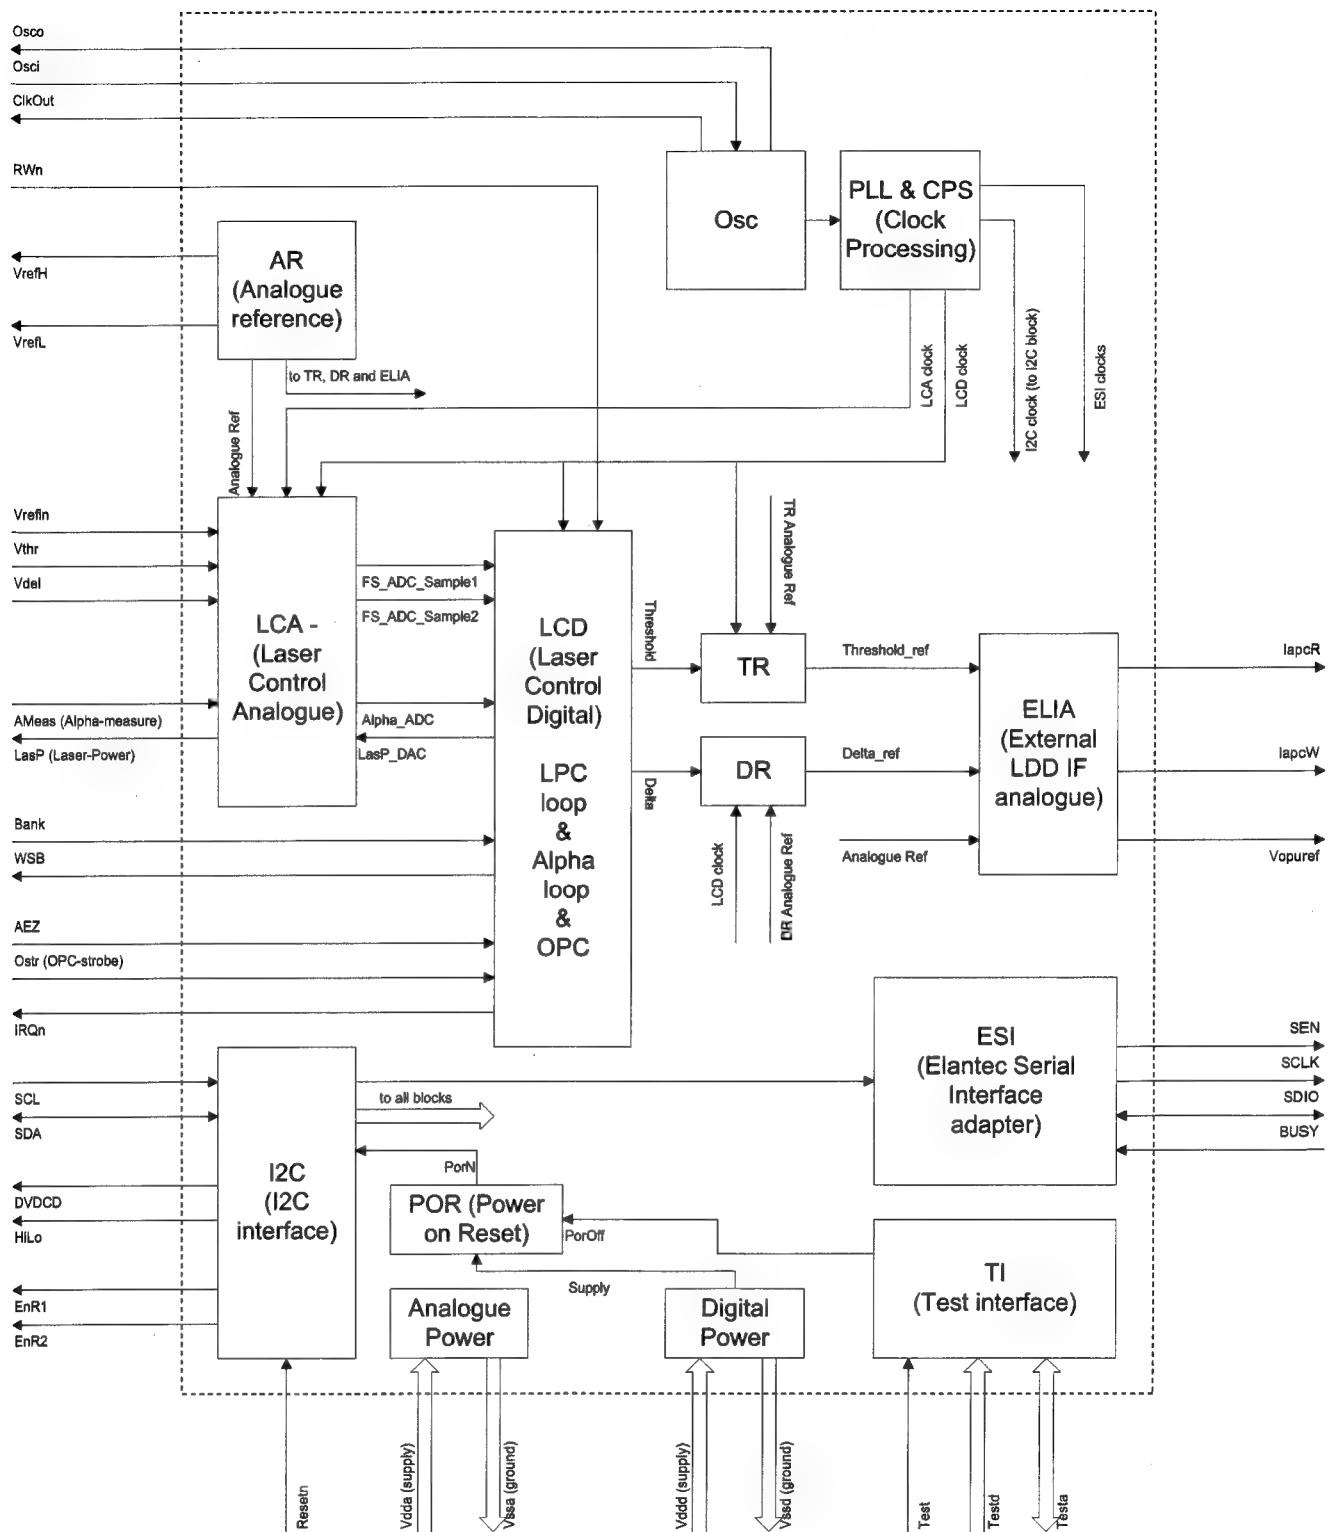 Osco
Osci
ClkOut
RWn
Osc
PLL & CPS
(Clock
Processing)
AR
(Analogue
reference)
VrefH
VrefL
to TR, DR and ELIA
Analogue Ref
LCA clock
LCD clock
I2C clock (to I2C block)
ESI clocks
Vrefin
Vthr
Vdel
LCA -
(Laser
Control
Analogue)
FS_ADC_Sample1
FS_ADC_Sample2
Alpha_ADC
LasP_DAC
AMeas (Alpha-measure)
LasP (Laser-Power)
LCD
(Laser
Control
Digital)
LPC
loop
&
Alpha
loop
&
OPC
Threshold
Delta
TR Analogue Ref
TR
DR
LCD clock
DR Analogue Ref
Threshold_ref
Delta_ref
Analogue Ref
ELIA
(External
LDD IF
analogue)
IapcR
IapcW
Vopuref
Bank
WSB
AEZ
Ostr (OPC-strobe)
IRQn
SCL
SDA
DVDCD
HiLo
EnR1
EnR2
I2C
(I2C
interface)
to all blocks
PorN
POR (Power
on Reset)
PorOff
Supply
Analogue
Power
Digital
Power
ESI
(Elantec Serial
Interface
adapter)
SEN
SCLK
SDIO
BUSY
TI
(Test interface)
Resetn
Vdda (supply)
Vssa (ground)
Vddd (supply)
Vssd (ground)
Test
Testd
Testa